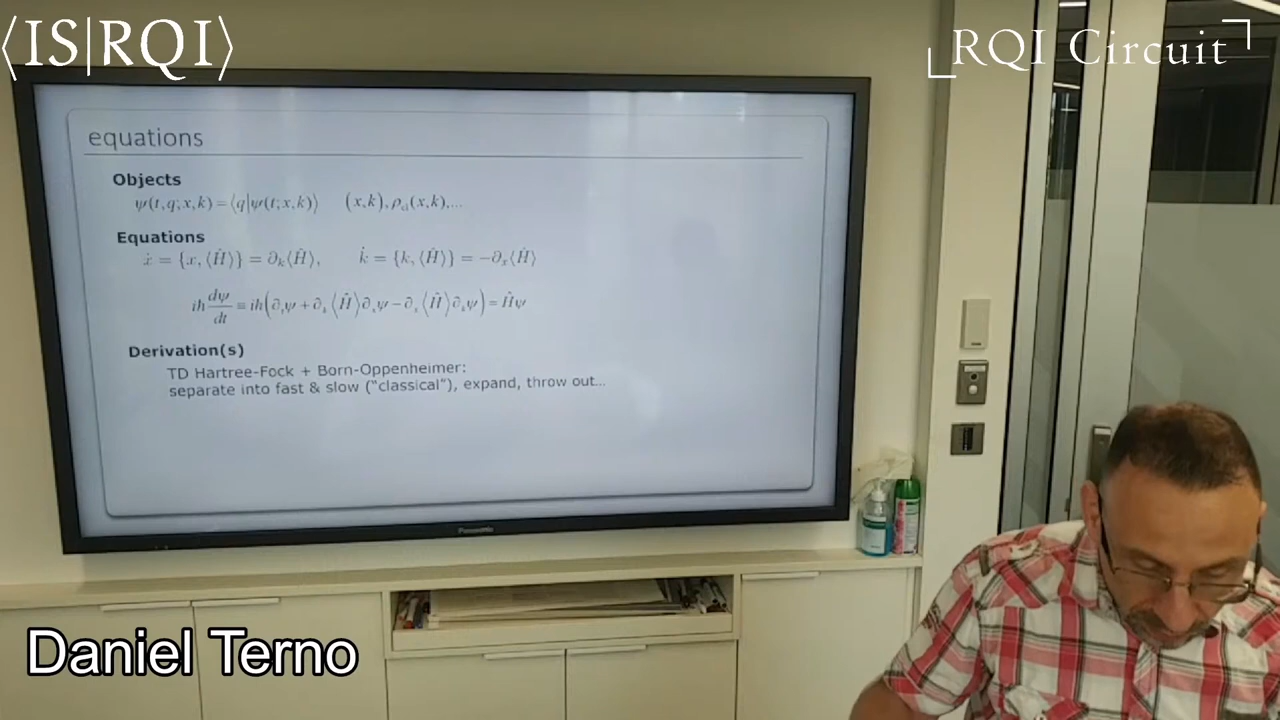 ⟨IS|RQI⟩
RQI Circuit
equations
Objects
ψ(t,q;x,k) = ⟨q|ψ(t;x,k)⟩ (x,k), ρ_cl(x,k),...
Equations
ẋ = {x,⟨Ĥ⟩} = ∂_k⟨Ĥ⟩, k̇ = {k,⟨Ĥ⟩} = −∂_x⟨Ĥ⟩
iħ dψ/dt ≡ iħ(∂_tψ + ∂_k⟨Ĥ⟩∂_xψ − ∂_x⟨Ĥ⟩∂_kψ) = Ĥψ
Derivation(s)
TD Hartree-Fock + Born-Oppenheimer:
separate into fast & slow ("classical"), expand, throw out...
Panasonic
Daniel Terno